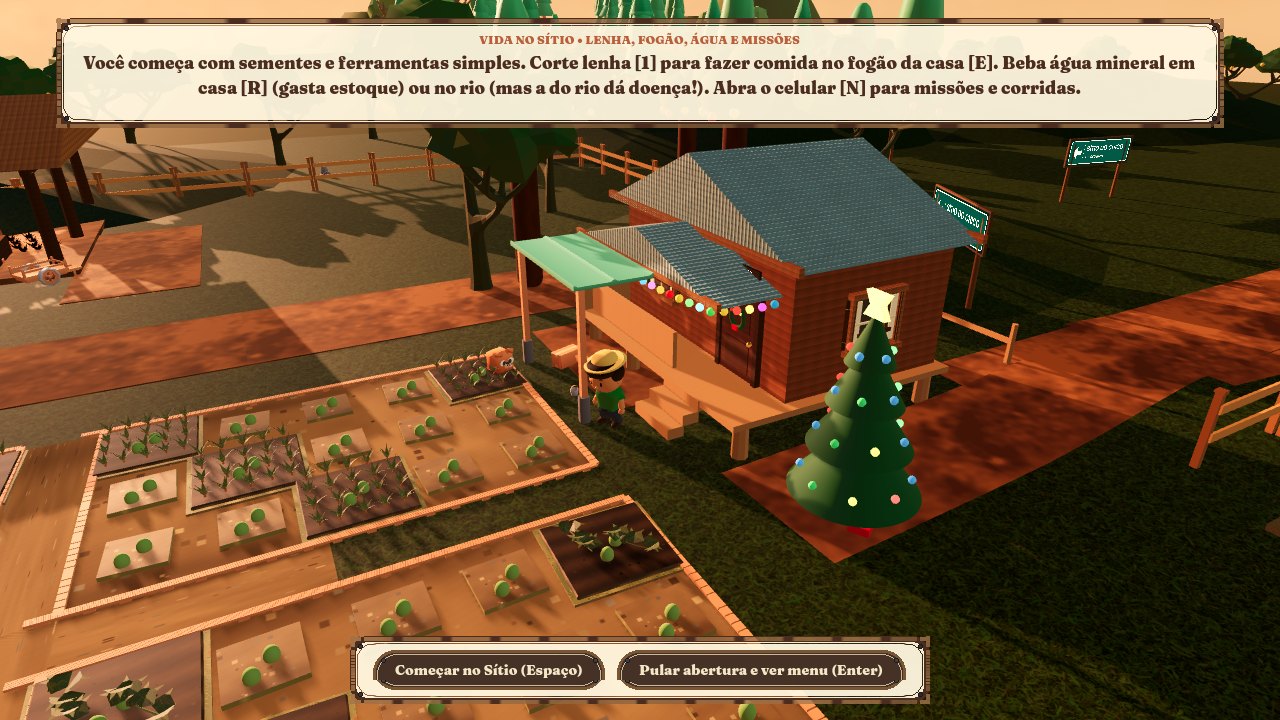 VIDA NO SÍTIO • LENHA, FOGÃO, ÁGUA E MISSÕES
Você começa com sementes e ferramentas simples. Corte lenha [1] para fazer comida no fogão da casa [E]. Beba água mineral em
casa [R] (gasta estoque) ou no rio (mas a do rio dá doença!). Abra o celular [N] para missões e corridas.
Começar no Sítio (Espaço)
Pular abertura e ver menu (Enter)